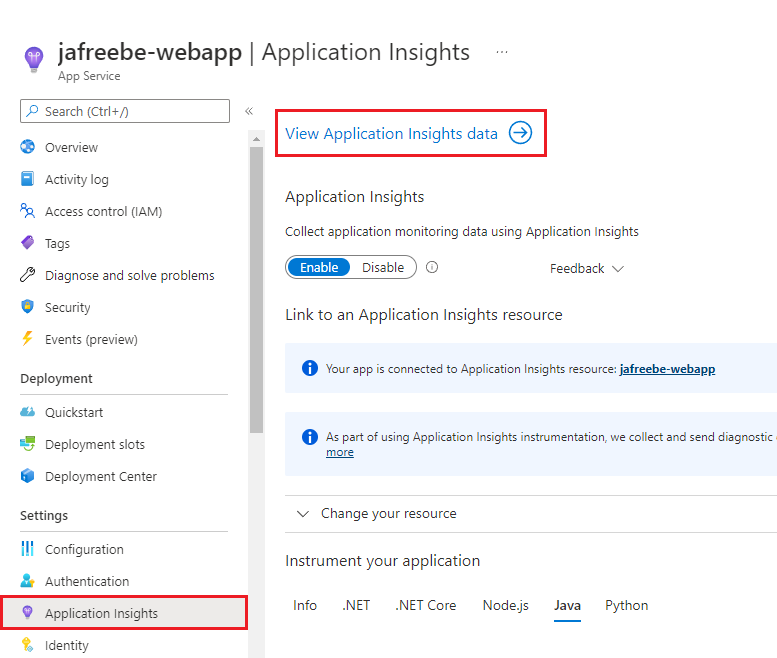 jafreebe-webapp | Application Insights ...
App Service
Search (Ctrl+/)
«
Overview
Activity log
Access control (IAM)
Tags
Diagnose and solve problems
Security
Events (preview)
Deployment
Quickstart
Deployment slots
Deployment Center
Settings
Configuration
Authentication
Application Insights
Identity
View Application Insights data
Application Insights
Collect application monitoring data using Application Insights
Enable Disable
Feedback
Link to an Application Insights resource
Your app is connected to Application Insights resource: jafreebe-webapp
As part of using Application Insights instrumentation, we collect and send diagnostic
more
Change your resource
Instrument your application
Info .NET .NET Core Node.js Java Python